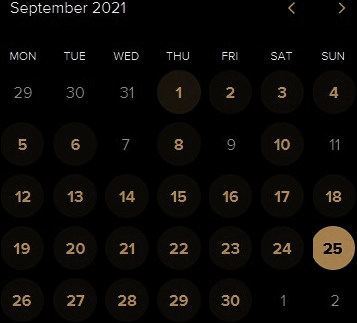 September 2021
MON TUE WED THU FRI SAT SUN
29 30 31 1 2 3 4
5 6 7 8 9 10 11
12 13 14 15 16 17 18
19 20 21 22 23 24 25
26 27 28 29 30 1 2